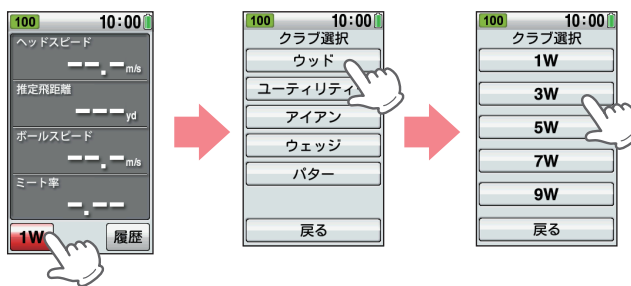 100 10:00
ヘッドスピード
--.-m/s
推定飛距離
---yd
ボールスピード
--.-m/s
ミート率
-.--
1W 履歴
100 10:00
クラブ選択
ウッド
ユーティリティ
アイアン
ウェッジ
パター
戻る
100 10:00
クラブ選択
1W
3W
5W
7W
9W
戻る